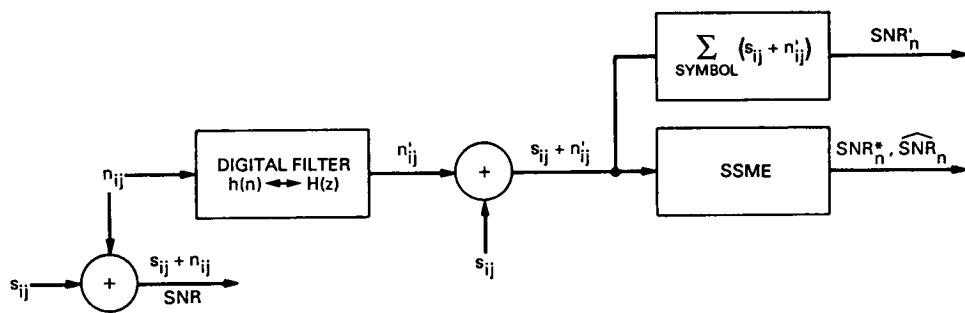 ∑ (s_ij + n'_ij)
SYMBOL
SNR'_n
n_ij
DIGITAL FILTER
h(n) ↔ H(z)
n'_ij
+
s_ij + n'_ij
SSME
SNR*_n, \widehat{SNR}_n
s_ij
s_ij
+
s_ij + n_ij
SNR